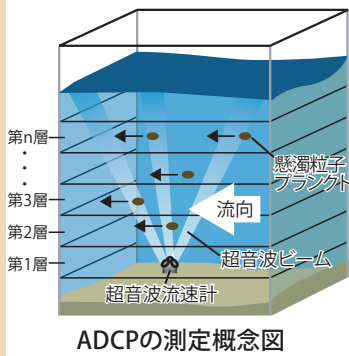 第n層
・
・
・
第3層
第2層
第1層
懸濁粒子
プランクト
流向
超音波ビーム
超音波流速計
ADCPの測定概念図